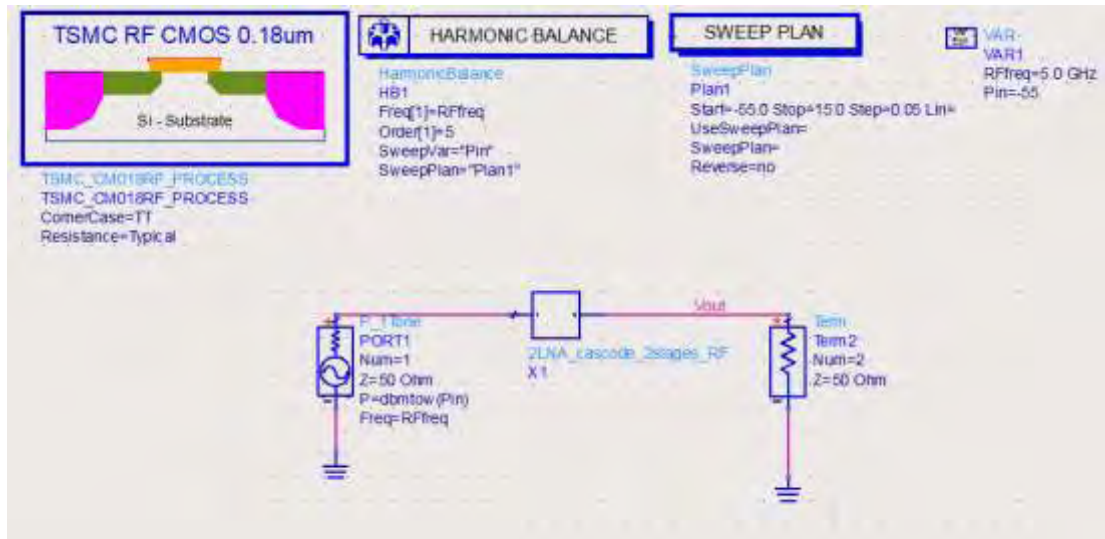 TSMC RF CMOS 0.18um
Si - Substrate
TSMC_CM018RF_PROCESS
TSMC_CM018RF_PROCESS
CornerCase=TT
Resistance=Typical
HARMONIC BALANCE
HarmonicBalance
HB1
Freq[1]=RFfreq
Order[1]=5
SweepVar="Pin"
SweepPlan="Plan1"
SWEEP PLAN
SweepPlan
Plan1
Start=-55.0 Stop=15.0 Step=0.05 Lin=
UseSweepPlan=
SweepPlan=
Reverse=no
VAR
VAR1
RFfreq=5.0 GHz
Pin=-55
P_1Tone
PORT1
Num=1
Z=50 Ohm
P=dbmtow(Pin)
Freq=RFfreq
2LNA_cascode_2stages_RF
X1
Vout
Term
Term2
Num=2
Z=50 Ohm